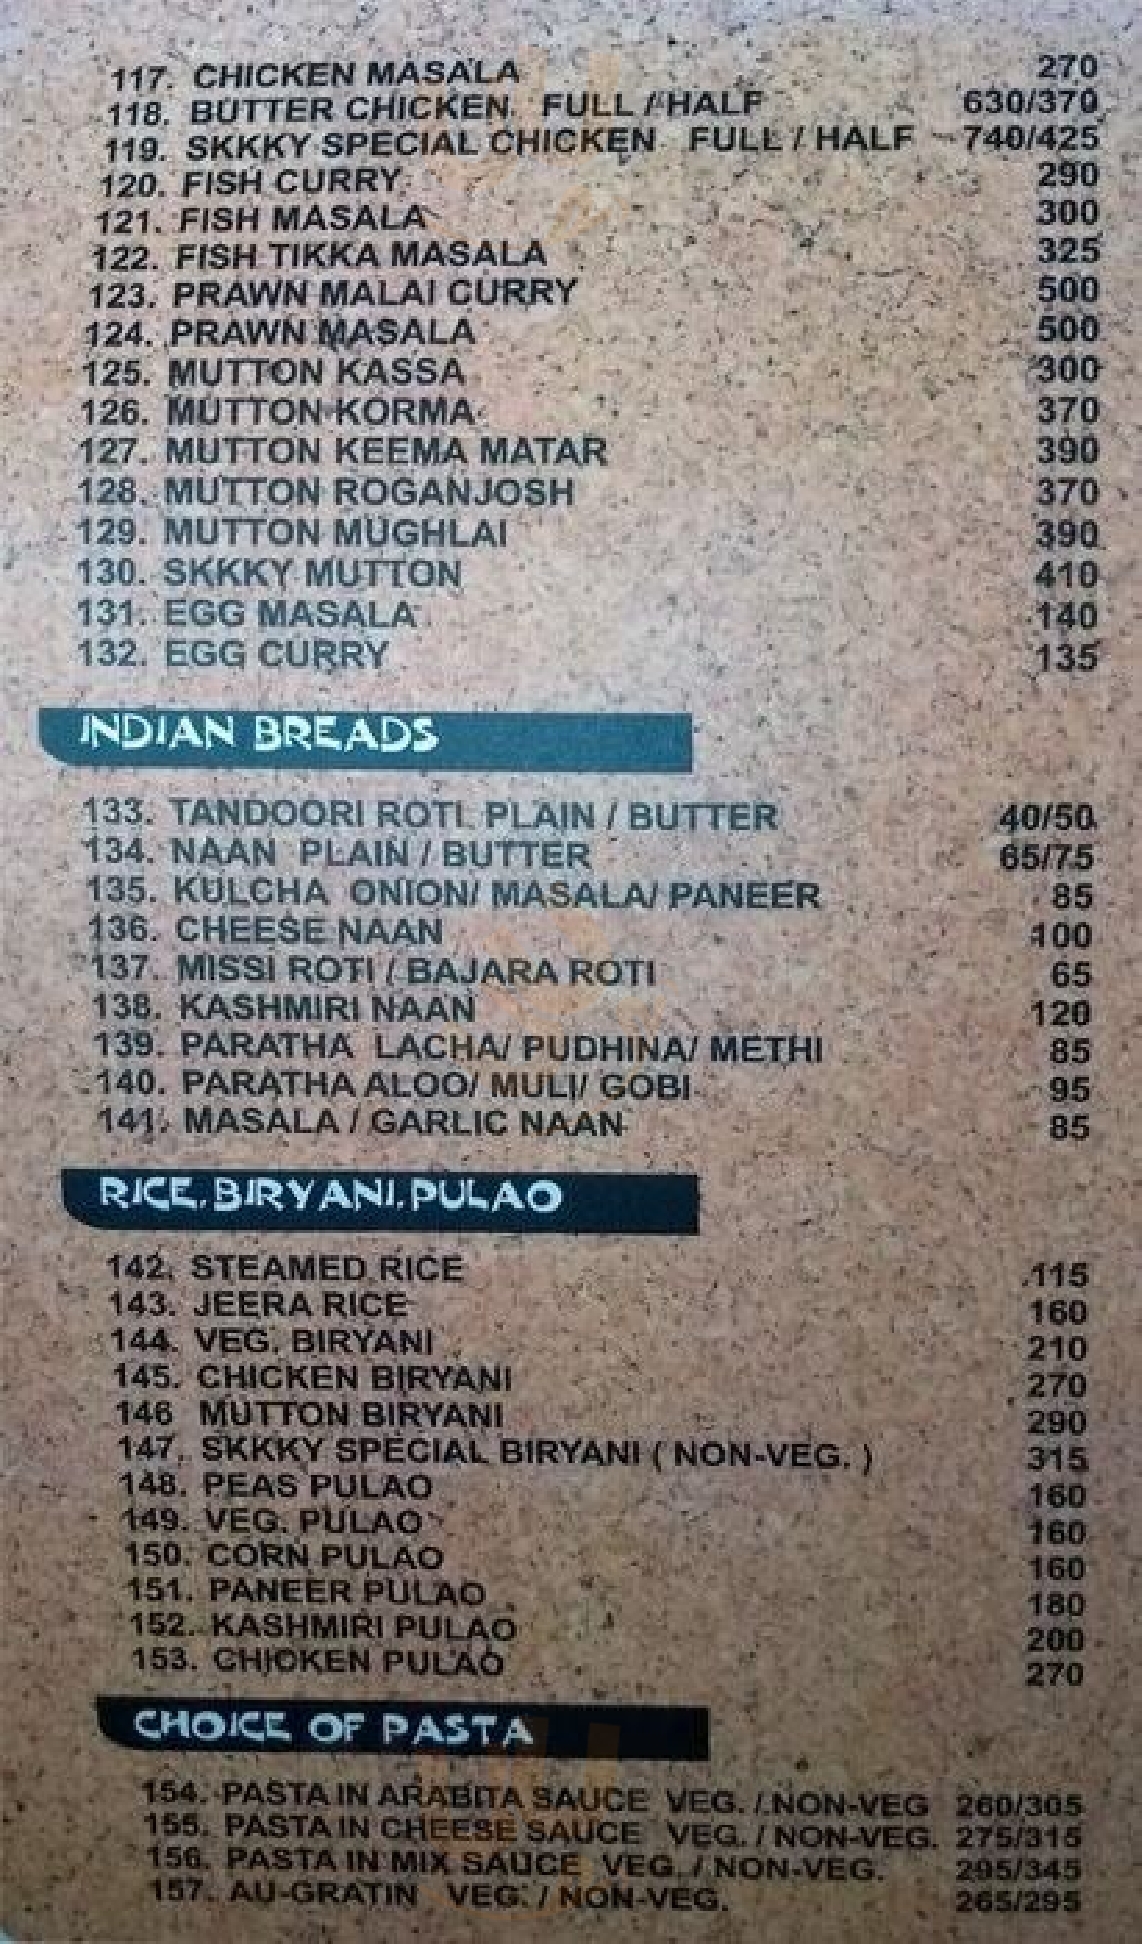 117. CHICKEN MASALA 270
118. BUTTER CHICKEN FULL / HALF 630/370
119. SKKKY SPECIAL CHICKEN FULL / HALF 740/425
120. FISH CURRY 290
121. FISH MASALA 300
122. FISH TIKKA MASALA 325
123. PRAWN MALAI CURRY 500
124. PRAWN MASALA 500
125. MUTTON KASSA 300
126. MUTTON KORMA 370
127. MUTTON KEEMA MATAR 390
128. MUTTON ROGANJOSH 370
129. MUTTON MUGHLAI 390
130. SKKKY MUTTON 410
131. EGG MASALA 140
132. EGG CURRY 135
INDIAN BREADS
133. TANDOORI ROTI PLAIN / BUTTER 40/50
134. NAAN PLAIN / BUTTER 65/75
135. KULCHA ONION/ MASALA/ PANEER 85
136. CHEESE NAAN 100
137. MISSI ROTI / BAJARA ROTI 65
138. KASHMIRI NAAN 120
139. PARATHA LACHA/ PUDHINA/ METHI 85
140. PARATHA ALOO/ MULI/ GOBI 95
141. MASALA / GARLIC NAAN 85
RICE, BIRYANI, PULAO
142. STEAMED RICE 115
143. JEERA RICE 160
144. VEG. BIRYANI 210
145. CHICKEN BIRYANI 270
146 MUTTON BIRYANI 290
147. SKKKY SPECIAL BIRYANI ( NON-VEG. ) 315
148. PEAS PULAO 160
149. VEG. PULAO 160
150. CORN PULAO 160
151. PANEER PULAO 180
152. KASHMIRI PULAO 200
153. CHICKEN PULAO 270
CHOICE OF PASTA
154. PASTA IN ARABITA SAUCE VEG. / NON-VEG 260/305
155. PASTA IN CHEESE SAUCE VEG. / NON-VEG. 275/315
156. PASTA IN MIX SAUCE VEG. / NON-VEG. 295/345
157. AU-GRATIN VEG. / NON-VEG. 265/295